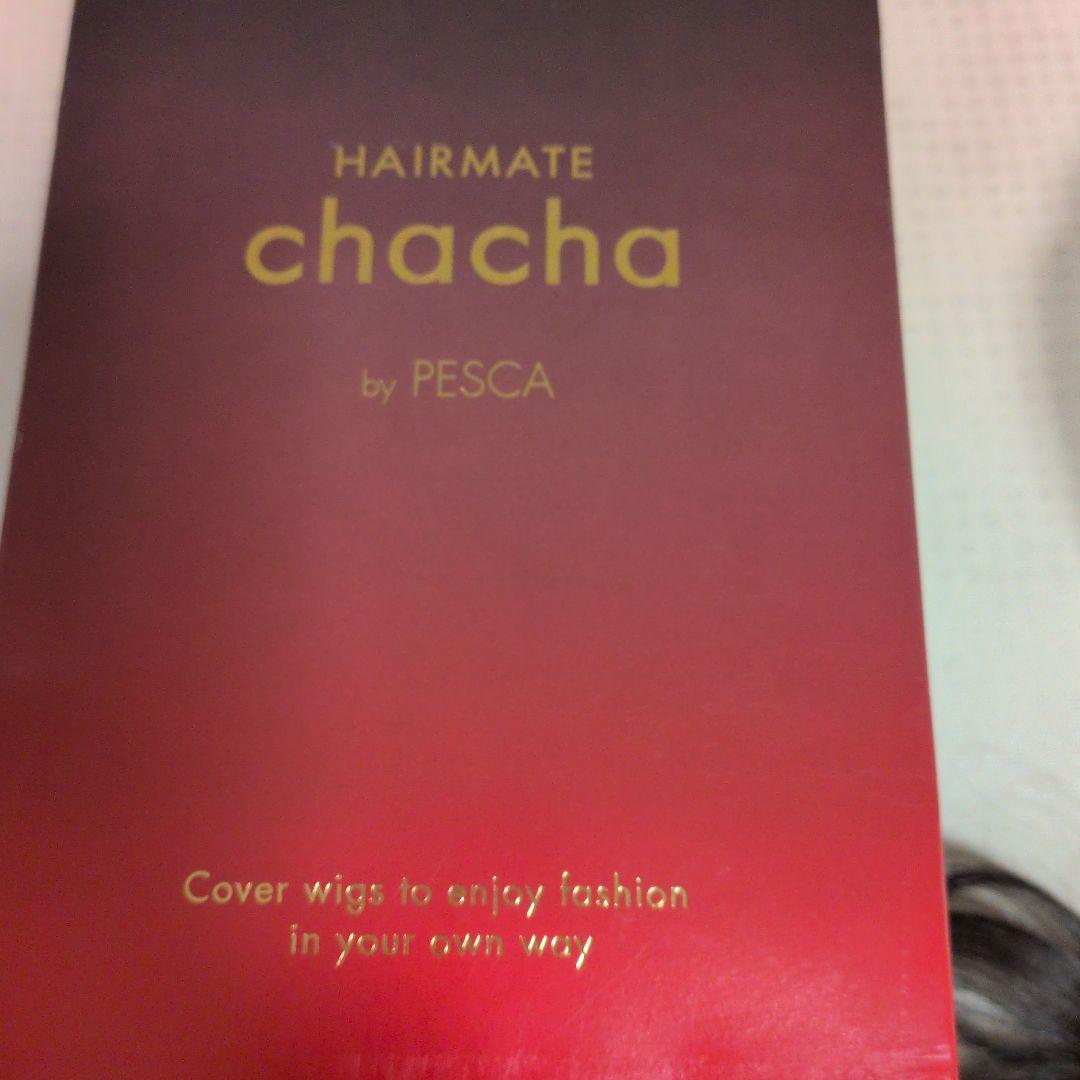 HAIRMATE
chacha
by PESCA
Cover wigs to enjoy fashion
in your own way